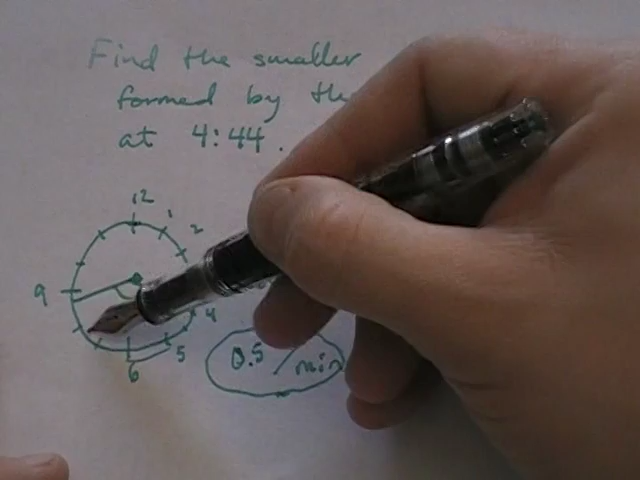 Find the smaller
formed by the
at 4:44.
12
1
2
9
4
5
6
0.5 / min